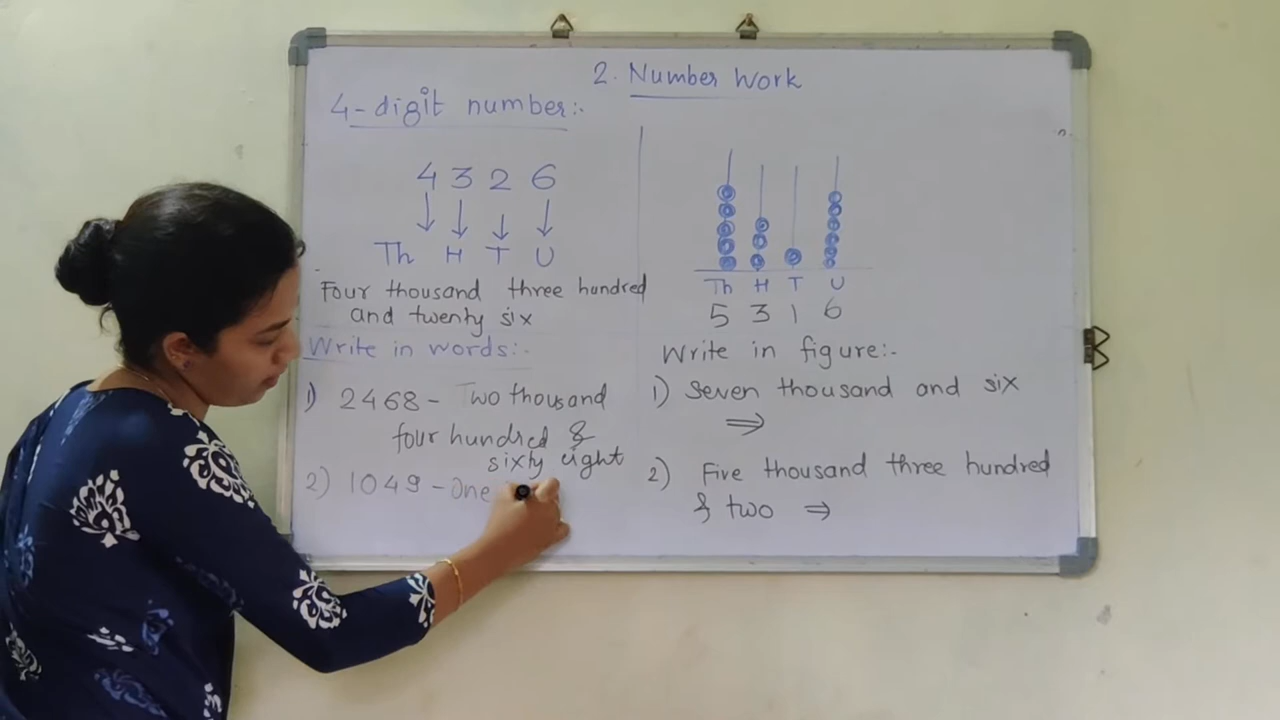 2. Number Work
4-digit number:-
4 3 2 6
Th H T U
Four thousand three hundred
and twenty six
Write in words:-
1) 2468 - Two thousand
four hundred &
sixty eight
2) 1049 - One
Th H T U
5 3 1 6
Write in figure:-
1) Seven thousand and six
⇒
2) Five thousand three hundred
& two ⇒